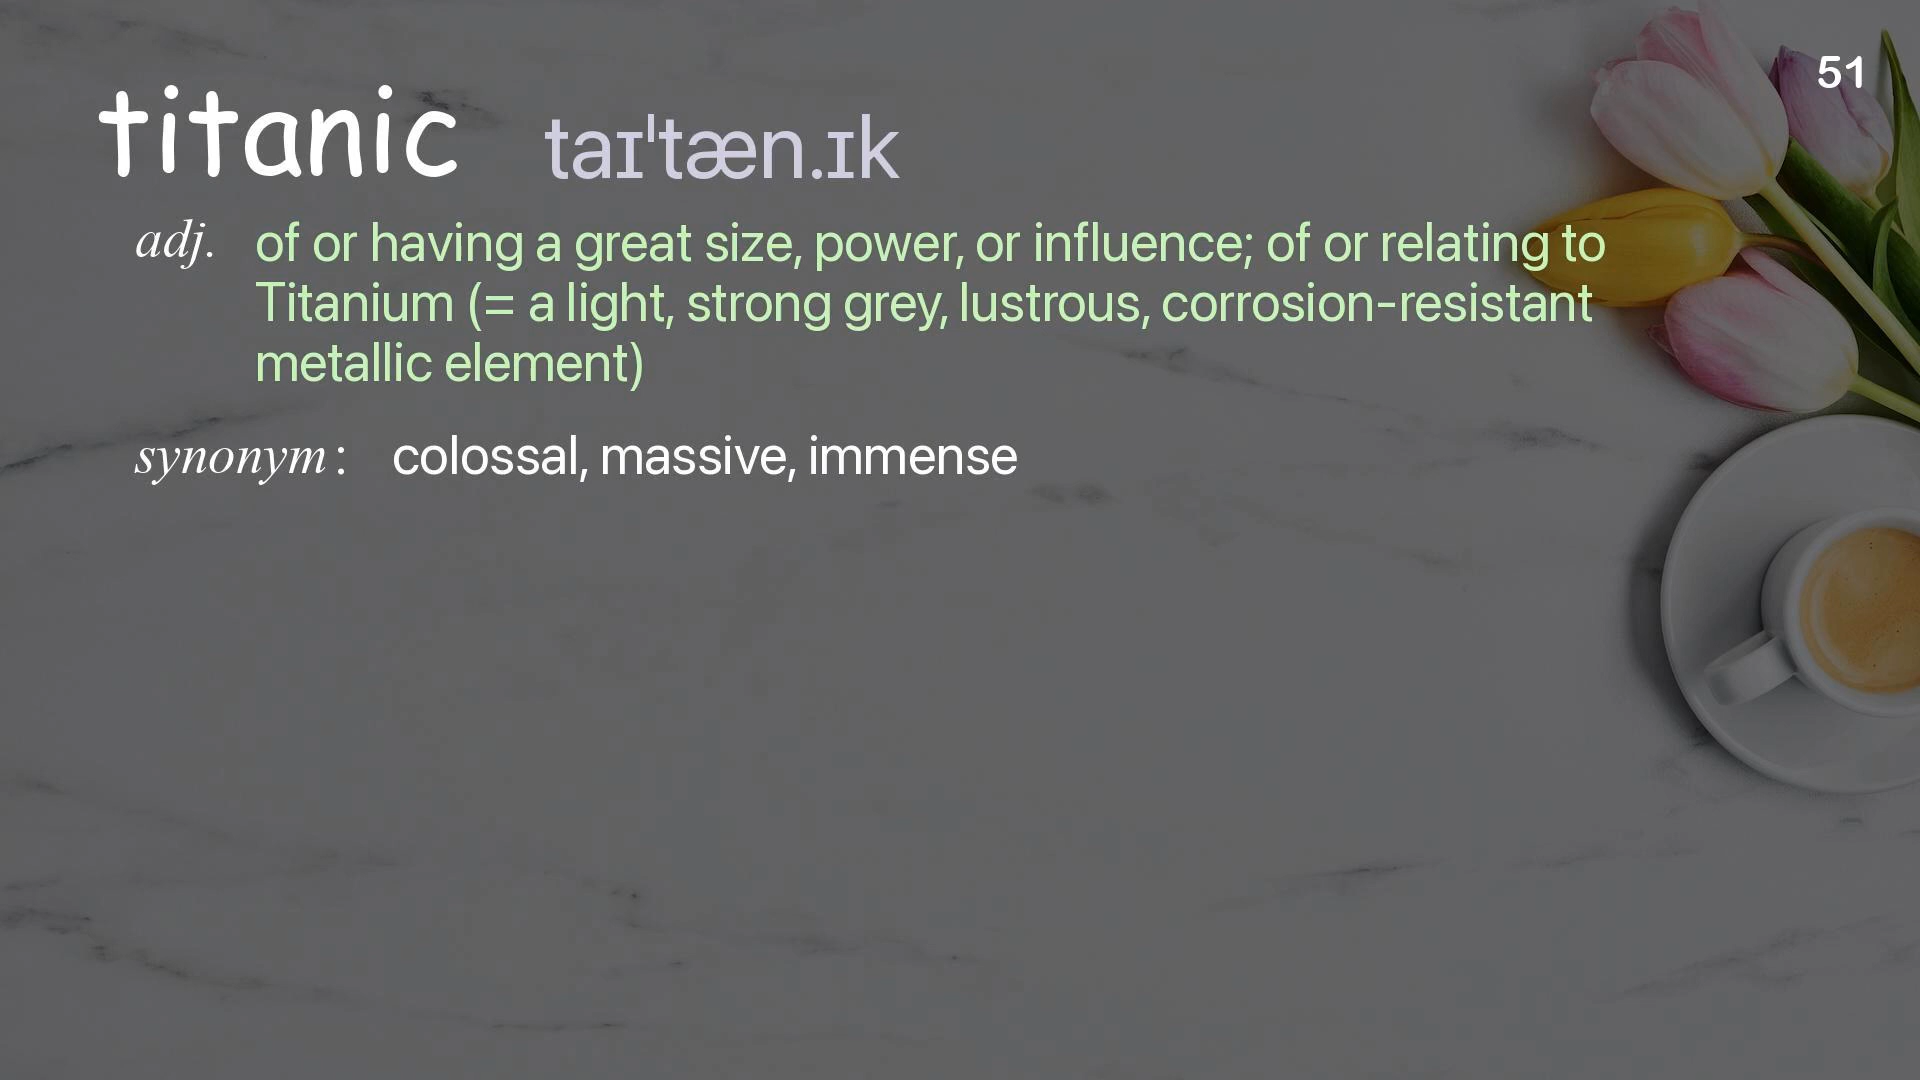 51
titanic taɪˈtæn.ɪk
adj. of or having a great size, power, or influence; of or relating to
Titanium (= a light, strong grey, lustrous, corrosion-resistant
metallic element)
synonym : colossal, massive, immense